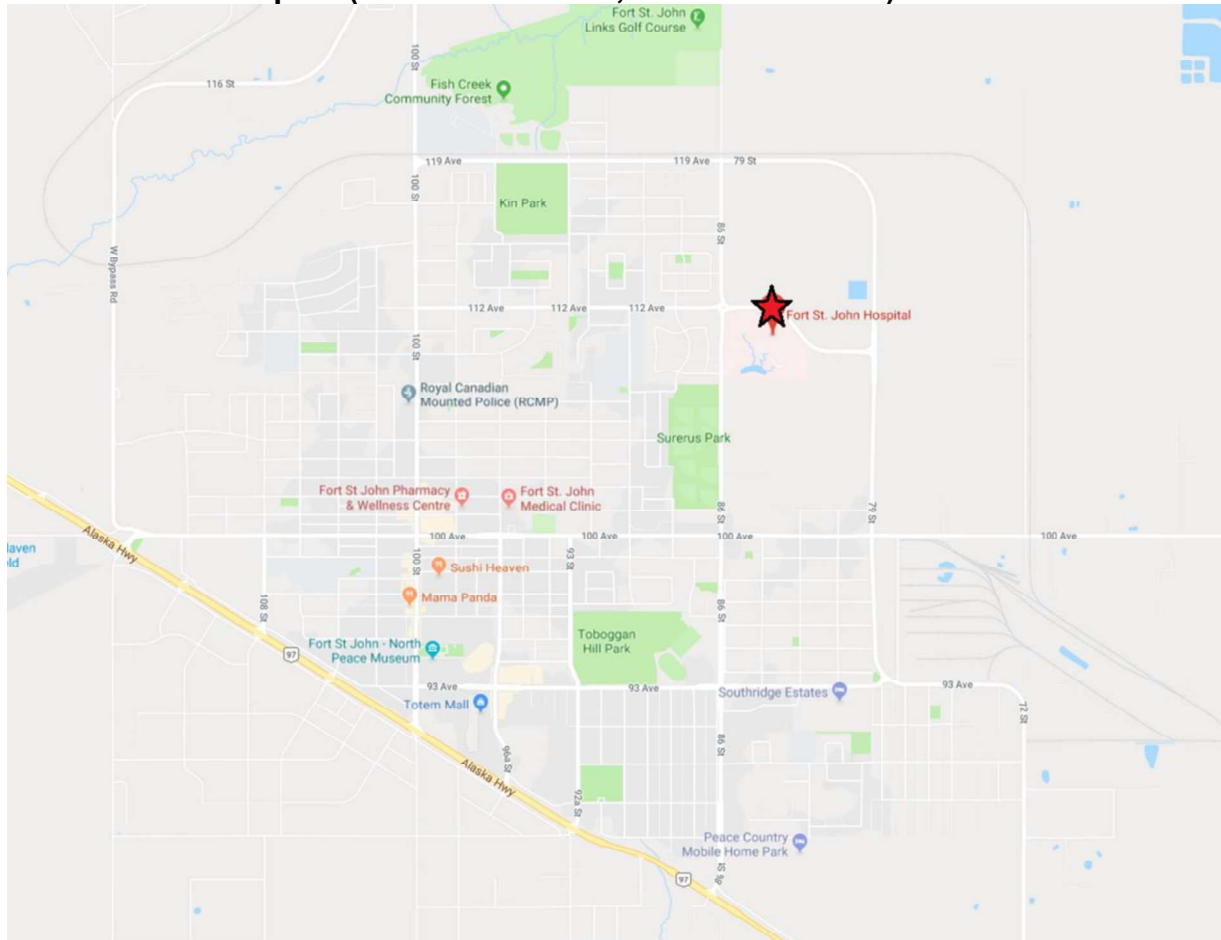 Fort St. John
Links Golf Course
100 St
116 St
Fish Creek
Community Forest
119 Ave
119 Ave
79 St
100 St
Kin Park
86 St
W Bypass Rd
112 Ave
112 Ave
112 Ave
Fort St. John Hospital
100 St
Royal Canadian
Mounted Police (RCMP)
Surerus Park
Fort St John Pharmacy
& Wellness Centre
Fort St. John
Medical Clinic
86 St
79 St
Alaska Hwy
100 Ave
100 Ave
100 Ave
100 Ave
93 St
100 St
Sushi Heaven
Mama Panda
108 St
86 St
Toboggan
Hill Park
Fort St John - North
Peace Museum
97
93 Ave
93 Ave
Southridge Estates
93 Ave
Totem Mall
72 St
86 St
96a St
Alaska Hwy
92a St
Peace Country
Mobile Home Park
97
86 St